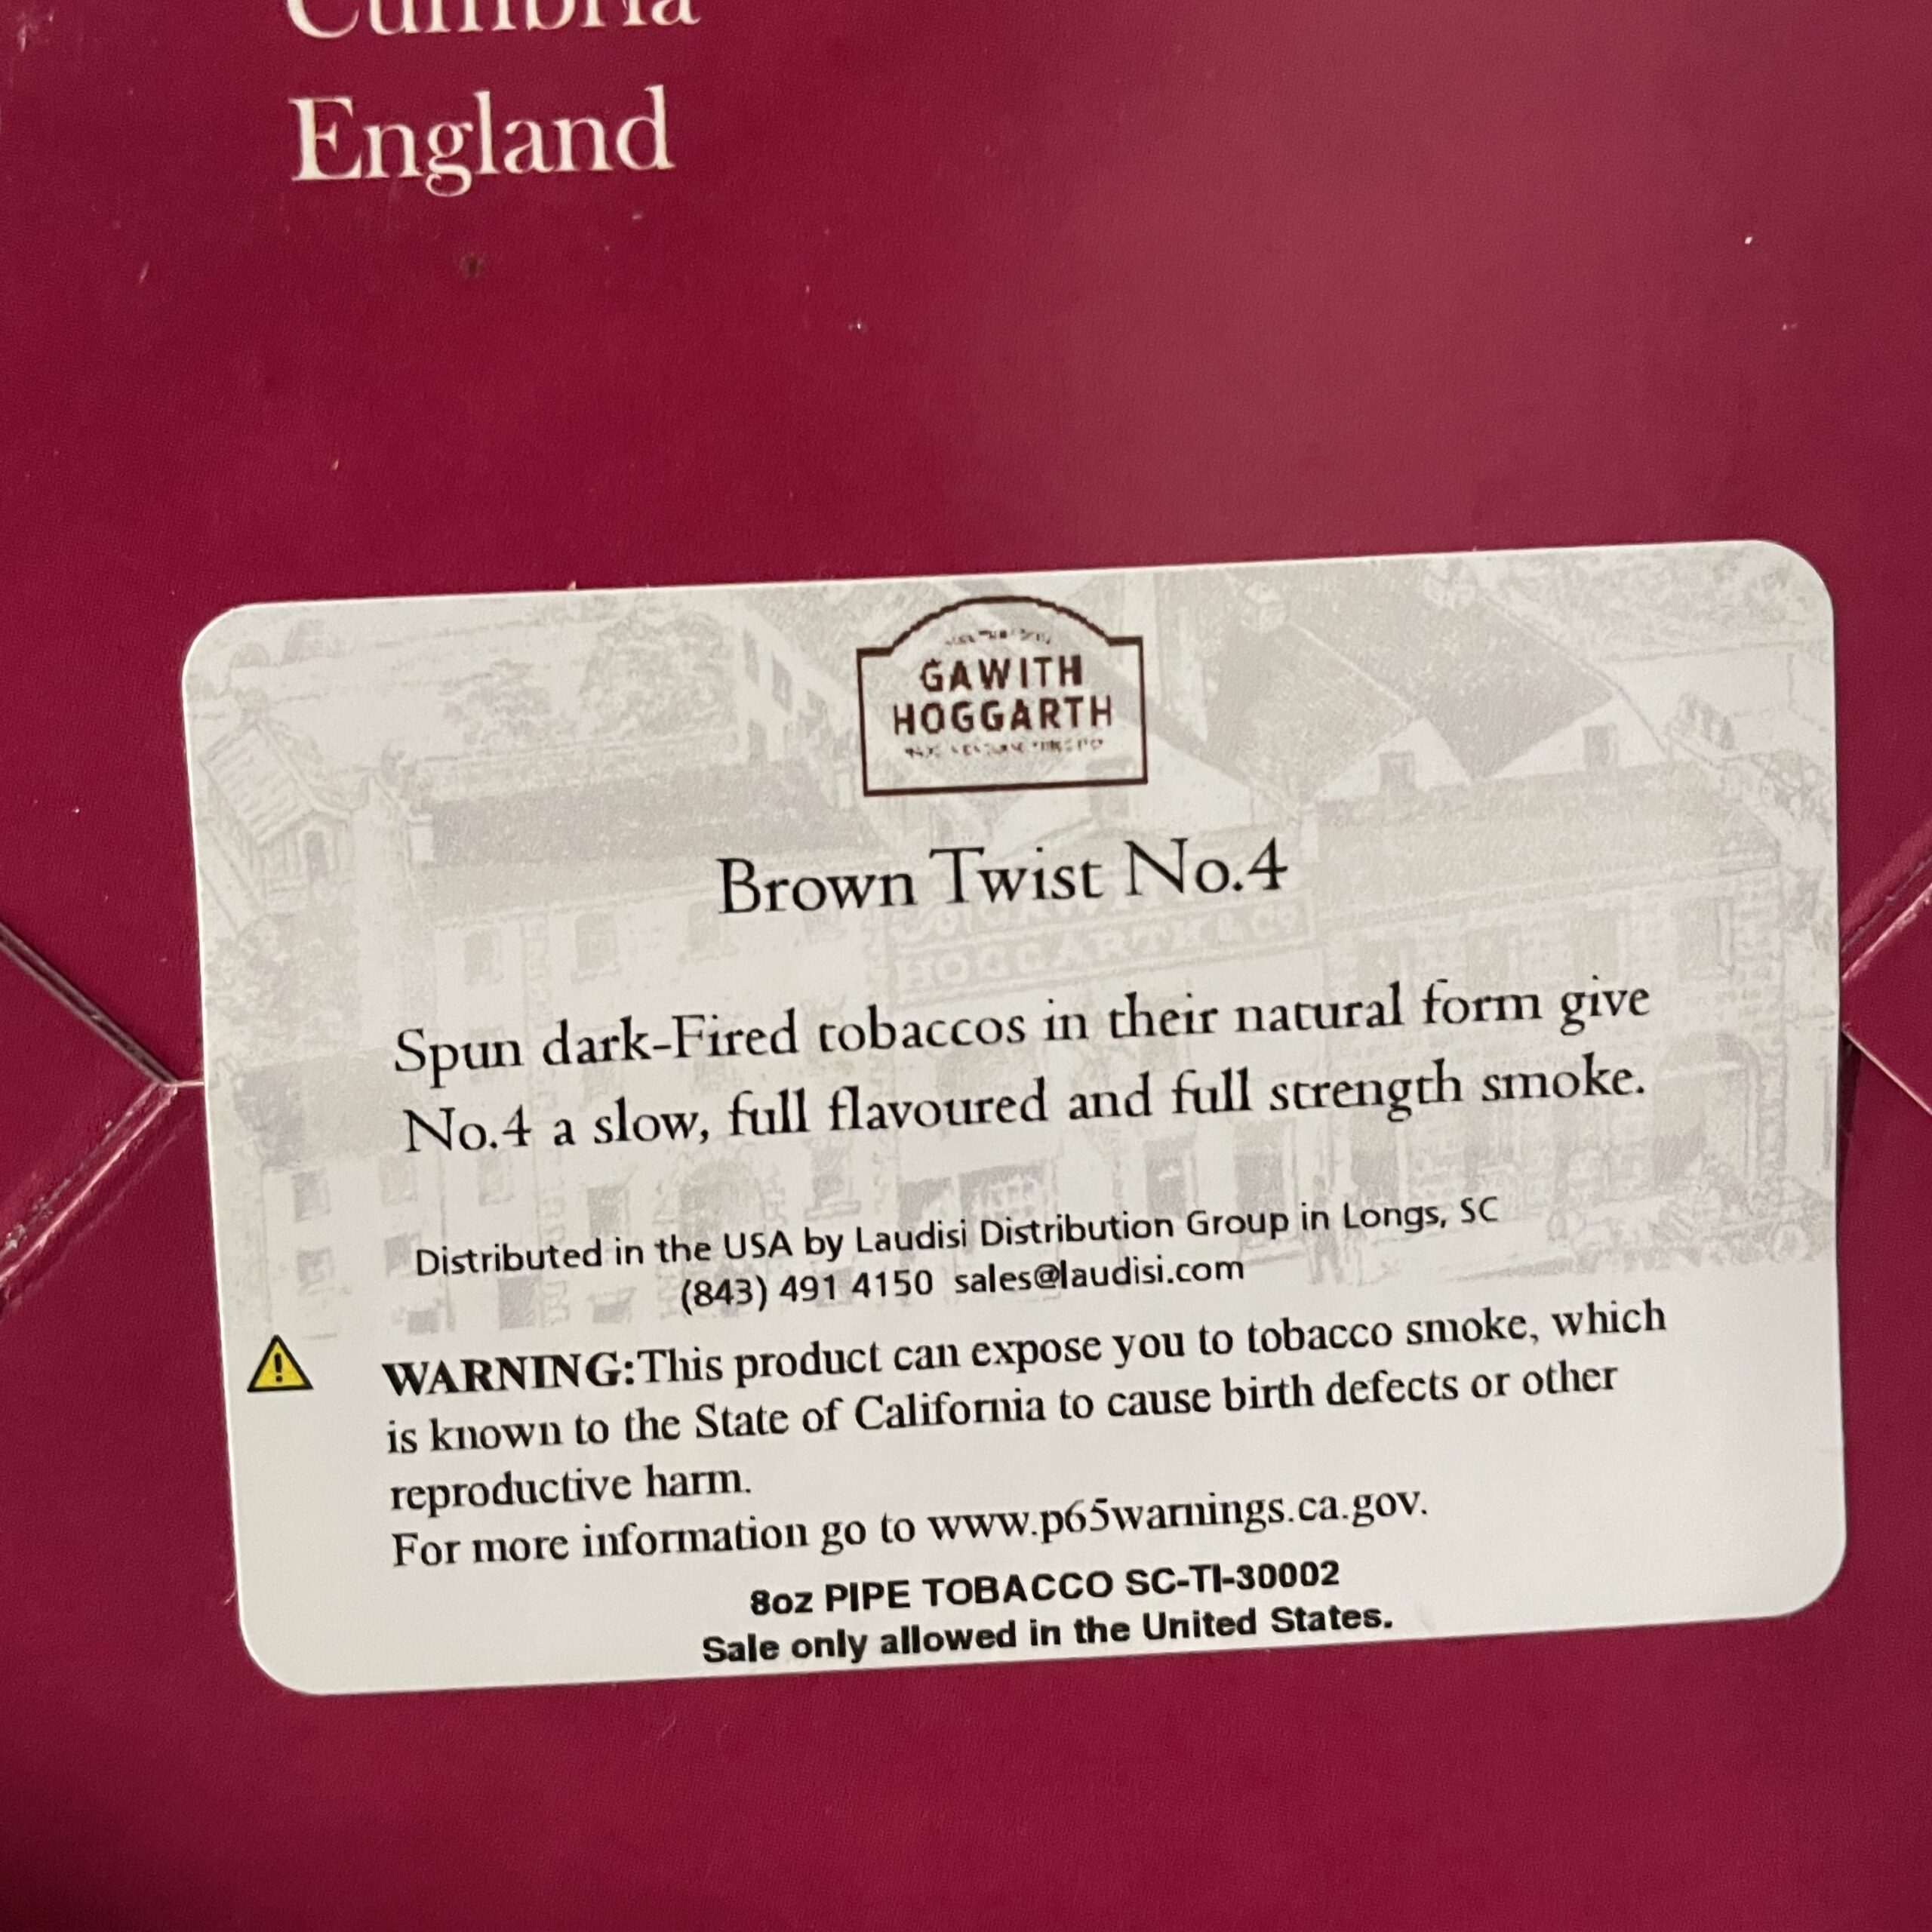 Cumbria
England
GAWITH
HOGGARTH
Brown Twist No.4
HOGGARTH & Co
Spun dark-Fired tobaccos in their natural form give
No.4 a slow, full flavoured and full strength smoke.
Distributed in the USA by Laudisi Distribution Group in Longs, SC
(843) 491 4150 sales@laudisi.com
WARNING:This product can expose you to tobacco smoke, which
is known to the State of California to cause birth defects or other
reproductive harm.
For more information go to www.p65warnings.ca.gov.
8oz PIPE TOBACCO SC-TI-30002
Sale only allowed in the United States.